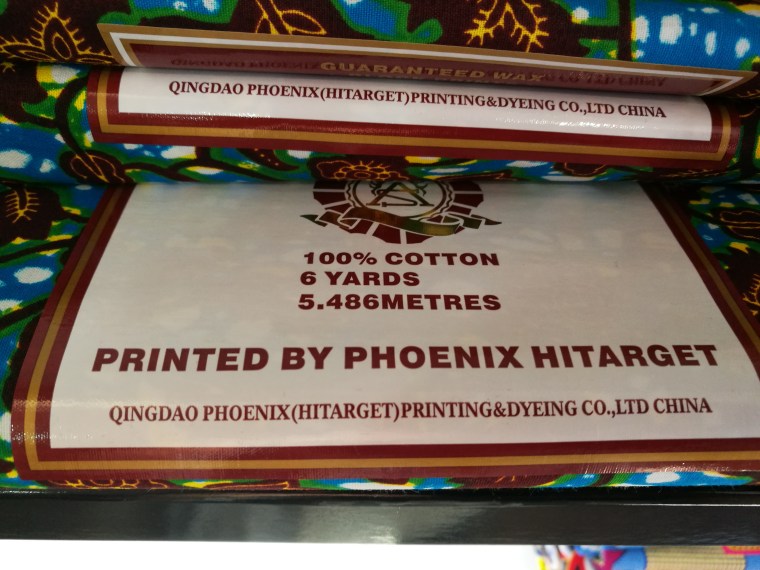 GUARANTEED WAX
QINGDAO PHOENIX(HITARGET)PRINTING&DYEING CO.,LTD CHINA
100% COTTON
6 YARDS
5.486METRES
PRINTED BY PHOENIX HITARGET
QINGDAO PHOENIX(HITARGET)PRINTING&DYEING CO.,LTD CHINA